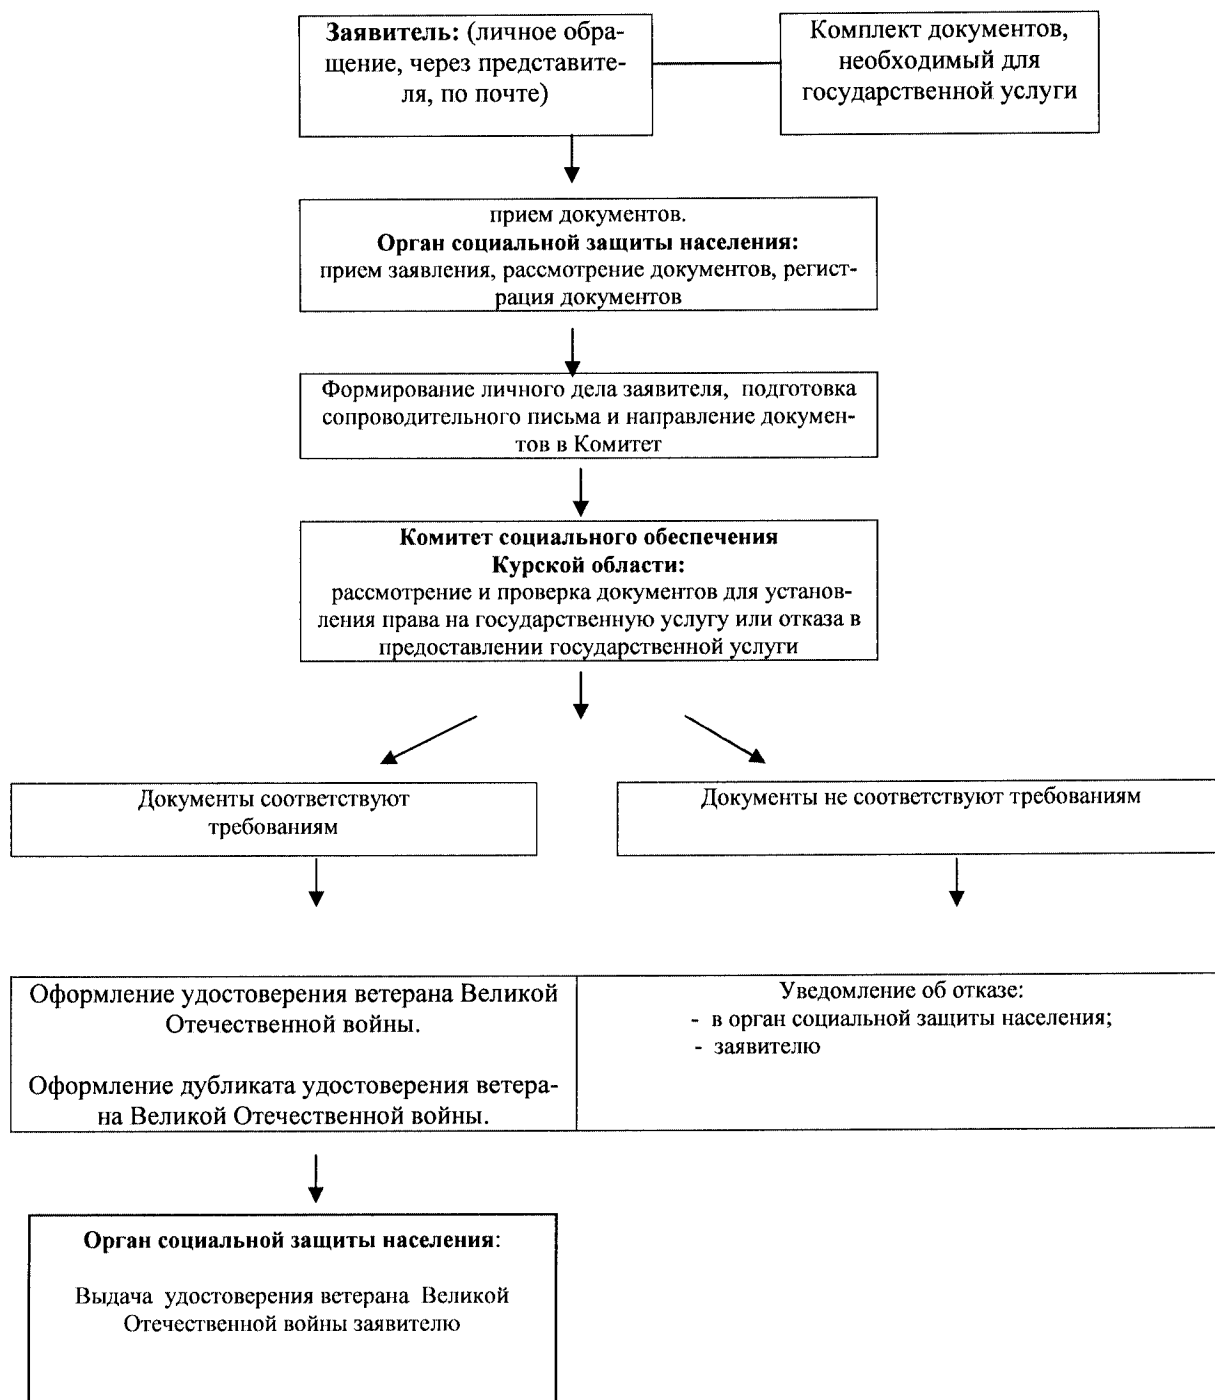 Заявитель: (личное обра-
щение, через представите-
ля, по почте)
Комплект документов,
необходимый для
государственной услуги
прием документов.
Орган социальной защиты населения:
прием заявления, рассмотрение документов, регист-
рация документов
Формирование личного дела заявителя, подготовка
сопроводительного письма и направление докумен-
тов в Комитет
Комитет социального обеспечения
Курской области:
рассмотрение и проверка документов для установ-
ления права на государственную услугу или отказа в
предоставлении государственной услуги
Документы соответствуют
требованиям
Документы не соответствуют требованиям
Оформление удостоверения ветерана Великой
Отечественной войны.
Оформление дубликата удостоверения ветера-
на Великой Отечественной войны.
Уведомление об отказе:
- в орган социальной защиты населения;
- заявителю
Орган социальной защиты населения:
Выдача удостоверения ветерана Великой
Отечественной войны заявителю